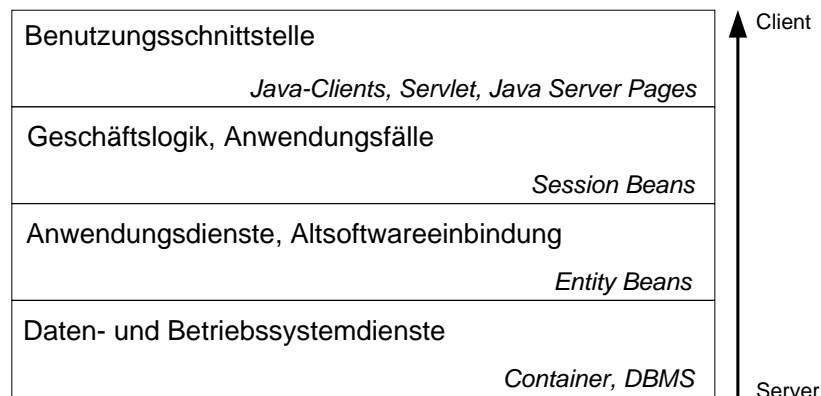 Benutzungsschnittstelle
Java-Clients, Servlet, Java Server Pages
Geschäftslogik, Anwendungsfälle
Session Beans
Anwendungsdienste, Altsoftwareeinbindung
Entity Beans
Daten- und Betriebssystemdienste
Container, DBMS
Client
Server